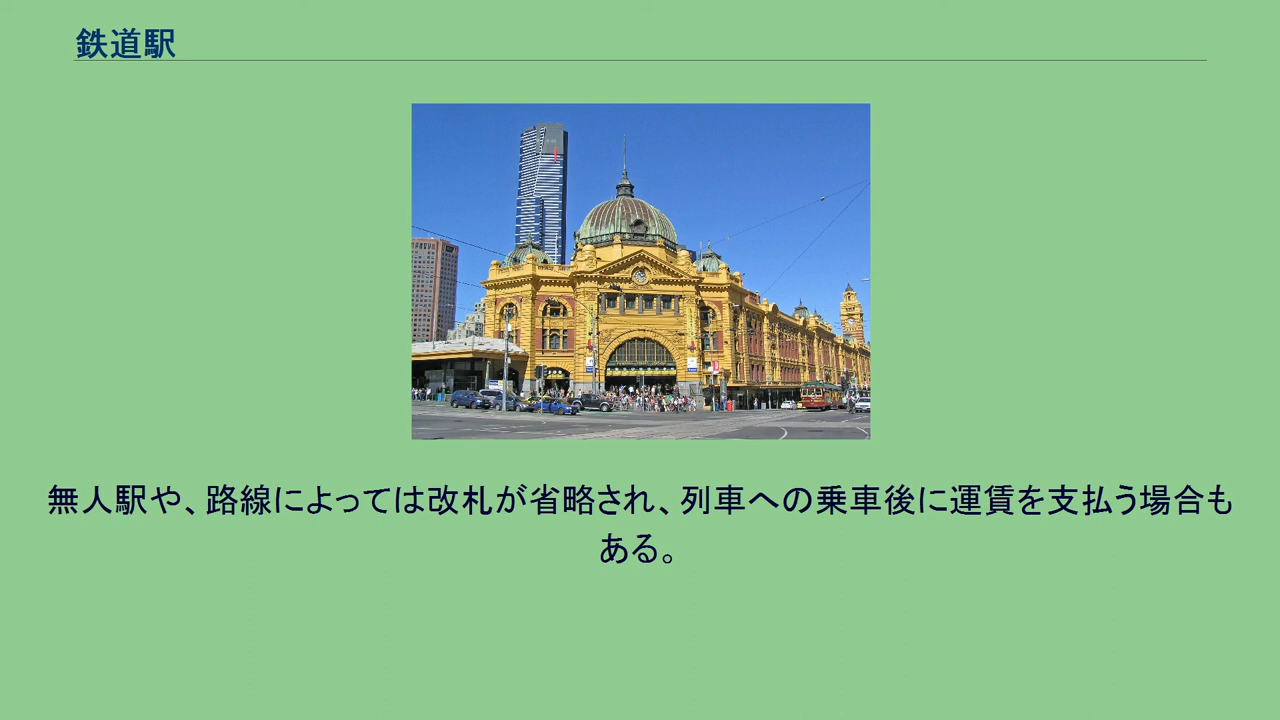 鉄道駅
無人駅や、路線によっては改札が省略され、列車への乗車後に運賃を支払う場合も
ある。